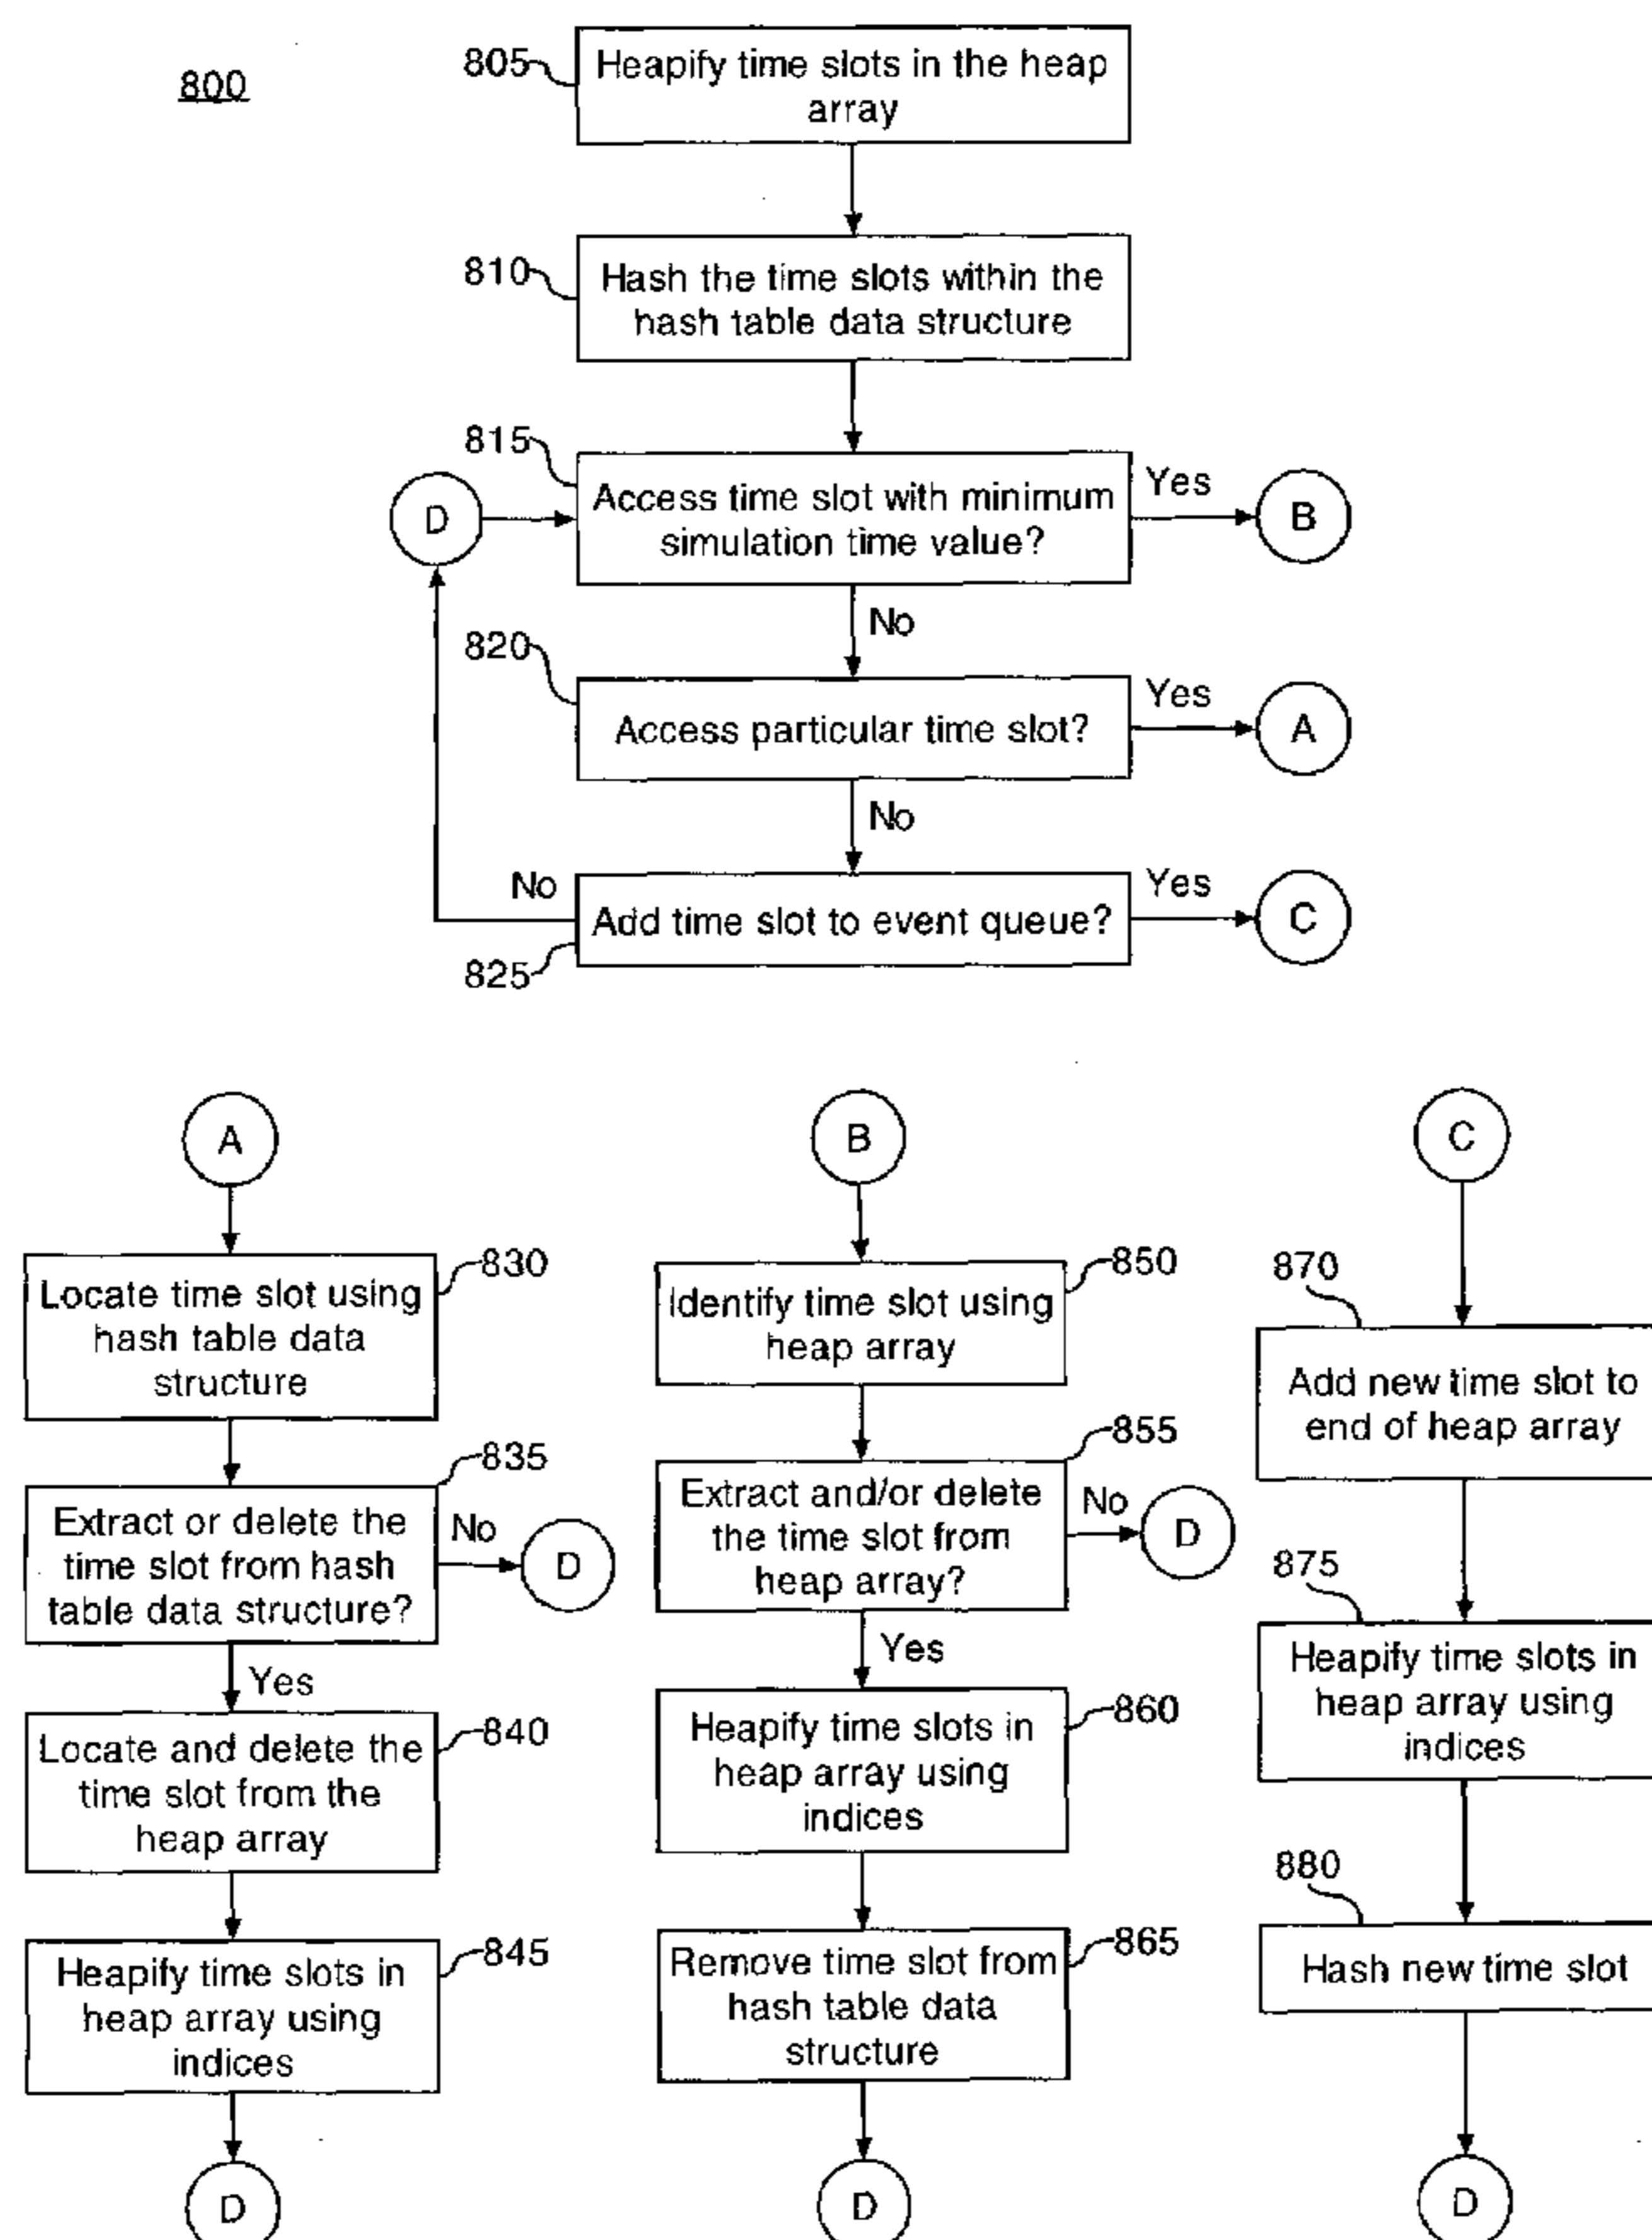 800
805
Heapify time slots in the heap
array
810
Hash the time slots within the
hash table data structure
815
D
Access time slot with minimum
simulation time value?
Yes
B
No
820
Access particular time slot?
Yes
A
No
No
Add time slot to event queue?
Yes
C
825
A
830
Locate time slot using
hash table data
structure
835
Extract or delete the
time slot from hash
table data structure?
No
D
Yes
840
Locate and delete the
time slot from the
heap array
845
Heapify time slots in
heap array using
indices
D
B
850
Identify time slot using
heap array
855
Extract and/or delete
the time slot from
heap array?
No
D
Yes
860
Heapify time slots in
heap array using
indices
865
Remove time slot from
hash table data
structure
D
C
870
Add new time slot to
end of heap array
875
Heapify time slots in
heap array using
indices
880
Hash new time slot
D